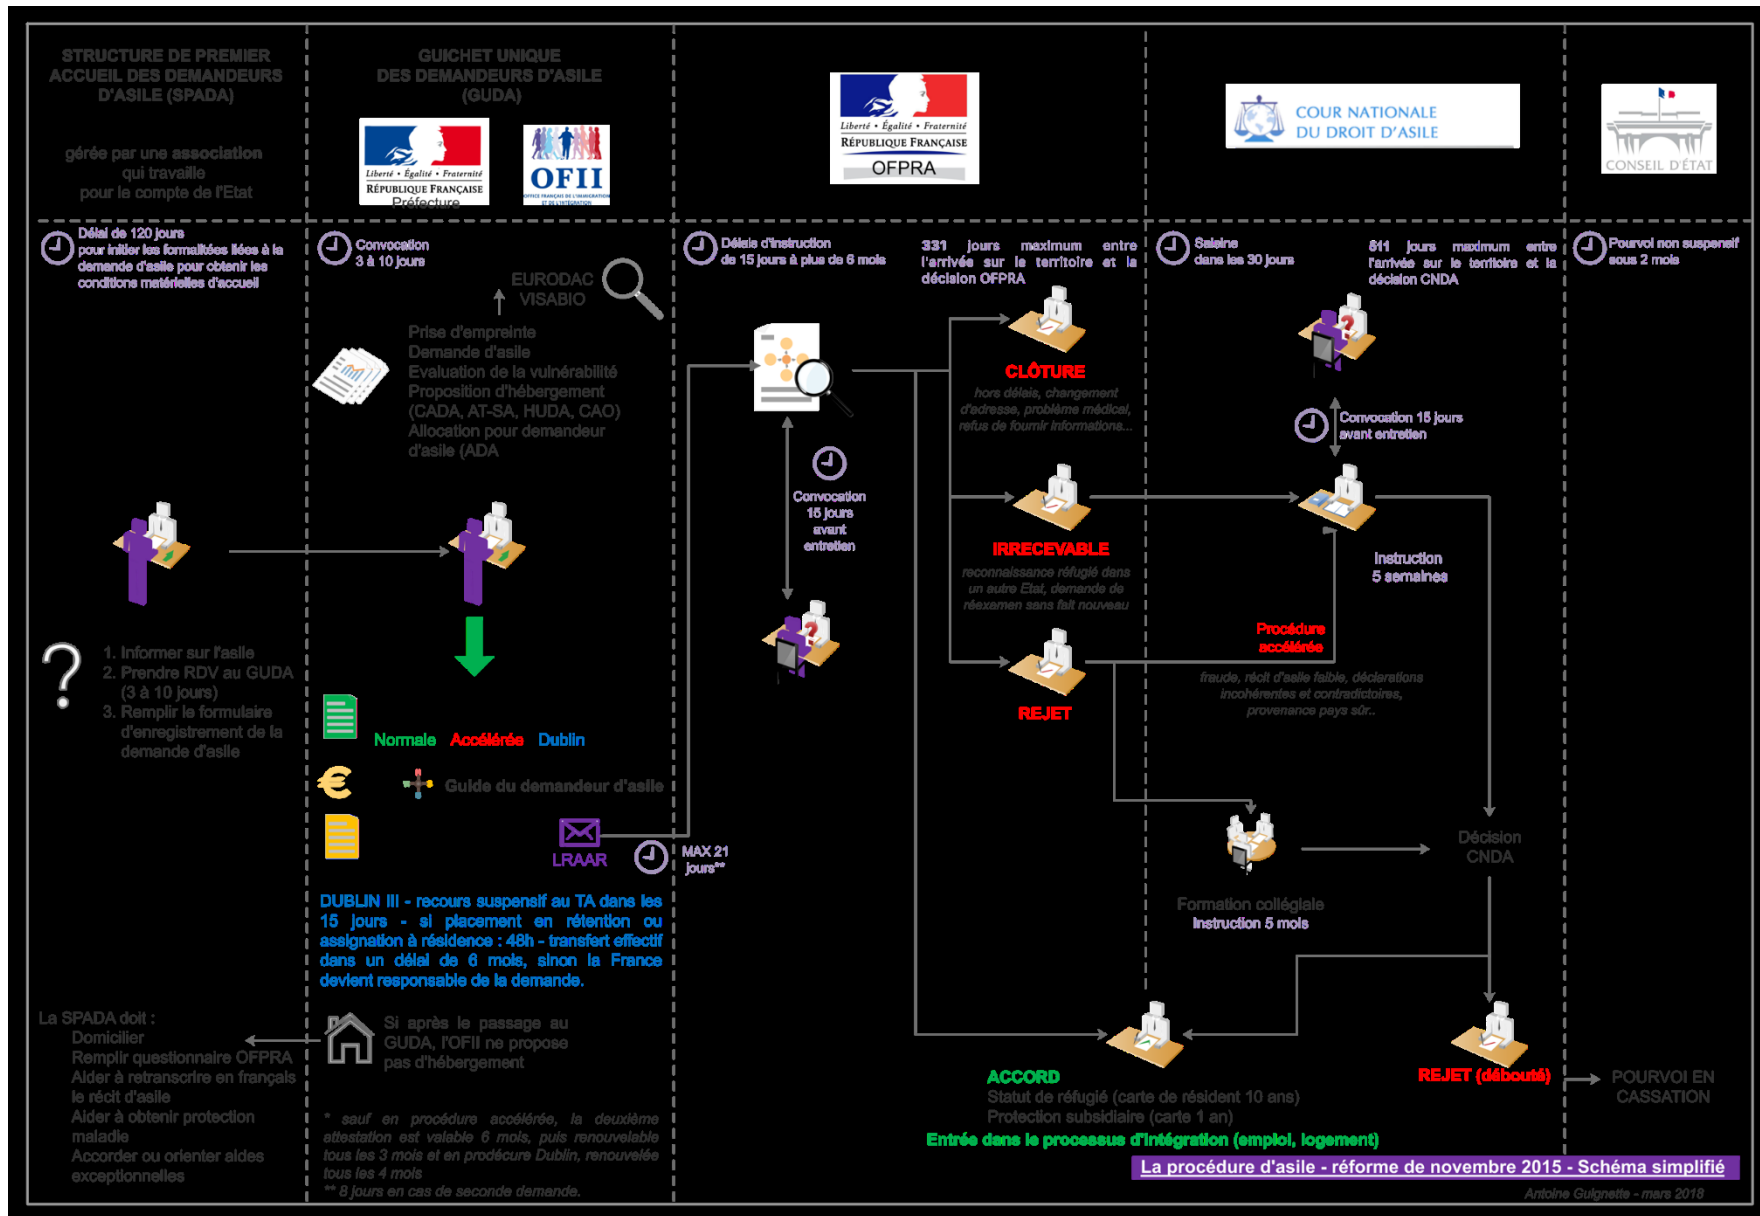 STRUCTURE DE PREMIER
ACCUEIL DES DEMANDEURS
D'ASILE (SPADA)
gérée par une association
qui travaille
pour le compte de l'Etat
GUICHET UNIQUE
DES DEMANDEURS D'ASILE
(GUDA)
Liberté • Égalité • Fraternité
RÉPUBLIQUE FRANÇAISE
Préfecture
OFII
OFFICE FRANÇAIS DE L'IMMIGRATION
ET DE L'INTÉGRATION
Liberté • Égalité • Fraternité
RÉPUBLIQUE FRANÇAISE
OFPRA
COUR NATIONALE
DU DROIT D'ASILE
CONSEIL D'ÉTAT
Délai de 120 jours
pour initier les formalitées liées à la
demande d'asile pour obtenir les
conditions matérielles d'accueil
1. Informer sur l'asile
2. Prendre RDV au GUDA
(3 à 10 jours)
3. Remplir le formulaire
d'enregistrement de la
demande d'asile
La SPADA doit :
Domicilier
Remplir questionnaire OFPRA
Aider à retranscrire en français
le récit d'asile
Aider à obtenir protection
maladie
Accorder ou orienter aides
exceptionnelles
Convocation
3 à 10 jours
EURODAC
VISABIO
Prise d'empreinte
Demande d'asile
Evaluation de la vulnérabilité
Proposition d'hébergement
(CADA, AT-SA, HUDA, CAO)
Allocation pour demandeur
d'asile (ADA
Normale Accélérée Dublin
€
Guide du demandeur d'asile
LRAAR
MAX 21
jours**
DUBLIN III - recours suspensif au TA dans les
15 jours - si placement en rétention ou
assignation à résidence : 48h - transfert effectif
dans un délai de 6 mois, sinon la France
devient responsable de la demande.
Si après le passage au
GUDA, l'OFII ne propose
pas d'hébergement
* sauf en procédure accélérée, la deuxième
attestation est valable 6 mois, puis renouvelable
tous les 3 mois et en prodécure Dublin, renouvelée
tous les 4 mois
** 8 jours en cas de seconde demande.
Délais d'instruction
de 15 jours à plus de 6 mois
331 jours maximum entre
l'arrivée sur le territoire et la
décision OFPRA
Convocation
15 jours
avant
entretien
?
CLÔTURE
hors délais, changement
d'adresse, problème médical,
refus de fournir informations...
IRRECEVABLE
reconnaissance réfugié dans
un autre Etat, demande de
réexamen sans fait nouveau
REJET
Saisine
dans les 30 jours
511 jours maximum entre
l'arrivée sur le territoire et la
décision CNDA
?
Convocation 15 jours
avant entretien
Instruction
5 semaines
Procédure
accélérée
fraude, récit d'asile faible, déclarations
incohérentes et contradictoires,
provenance pays sûr..
Formation collégiale
Instruction 5 mois
Décision
CNDA
ACCORD
Statut de réfugié (carte de résident 10 ans)
Protection subsidiaire (carte 1 an)
Entrée dans le processus d'intégration (emploi, logement)
REJET (débouté)
Pourvoi non suspensif
sous 2 mois
POURVOI EN
CASSATION
La procédure d'asile - réforme de novembre 2015 - Schéma simplifié
Antoine Guignette - mars 2018